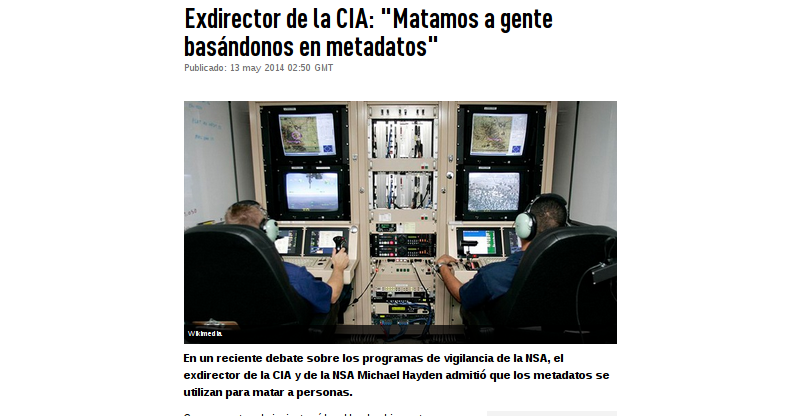 Exdirector de la CIA: "Matamos a gente
basándonos en metadatos"
Publicado: 13 may 2014 02:50 GMT
Wikimedia
En un reciente debate sobre los programas de vigilancia de la NSA, el
exdirector de la CIA y de la NSA Michael Hayden admitió que los metadatos se
utilizan para matar a personas.